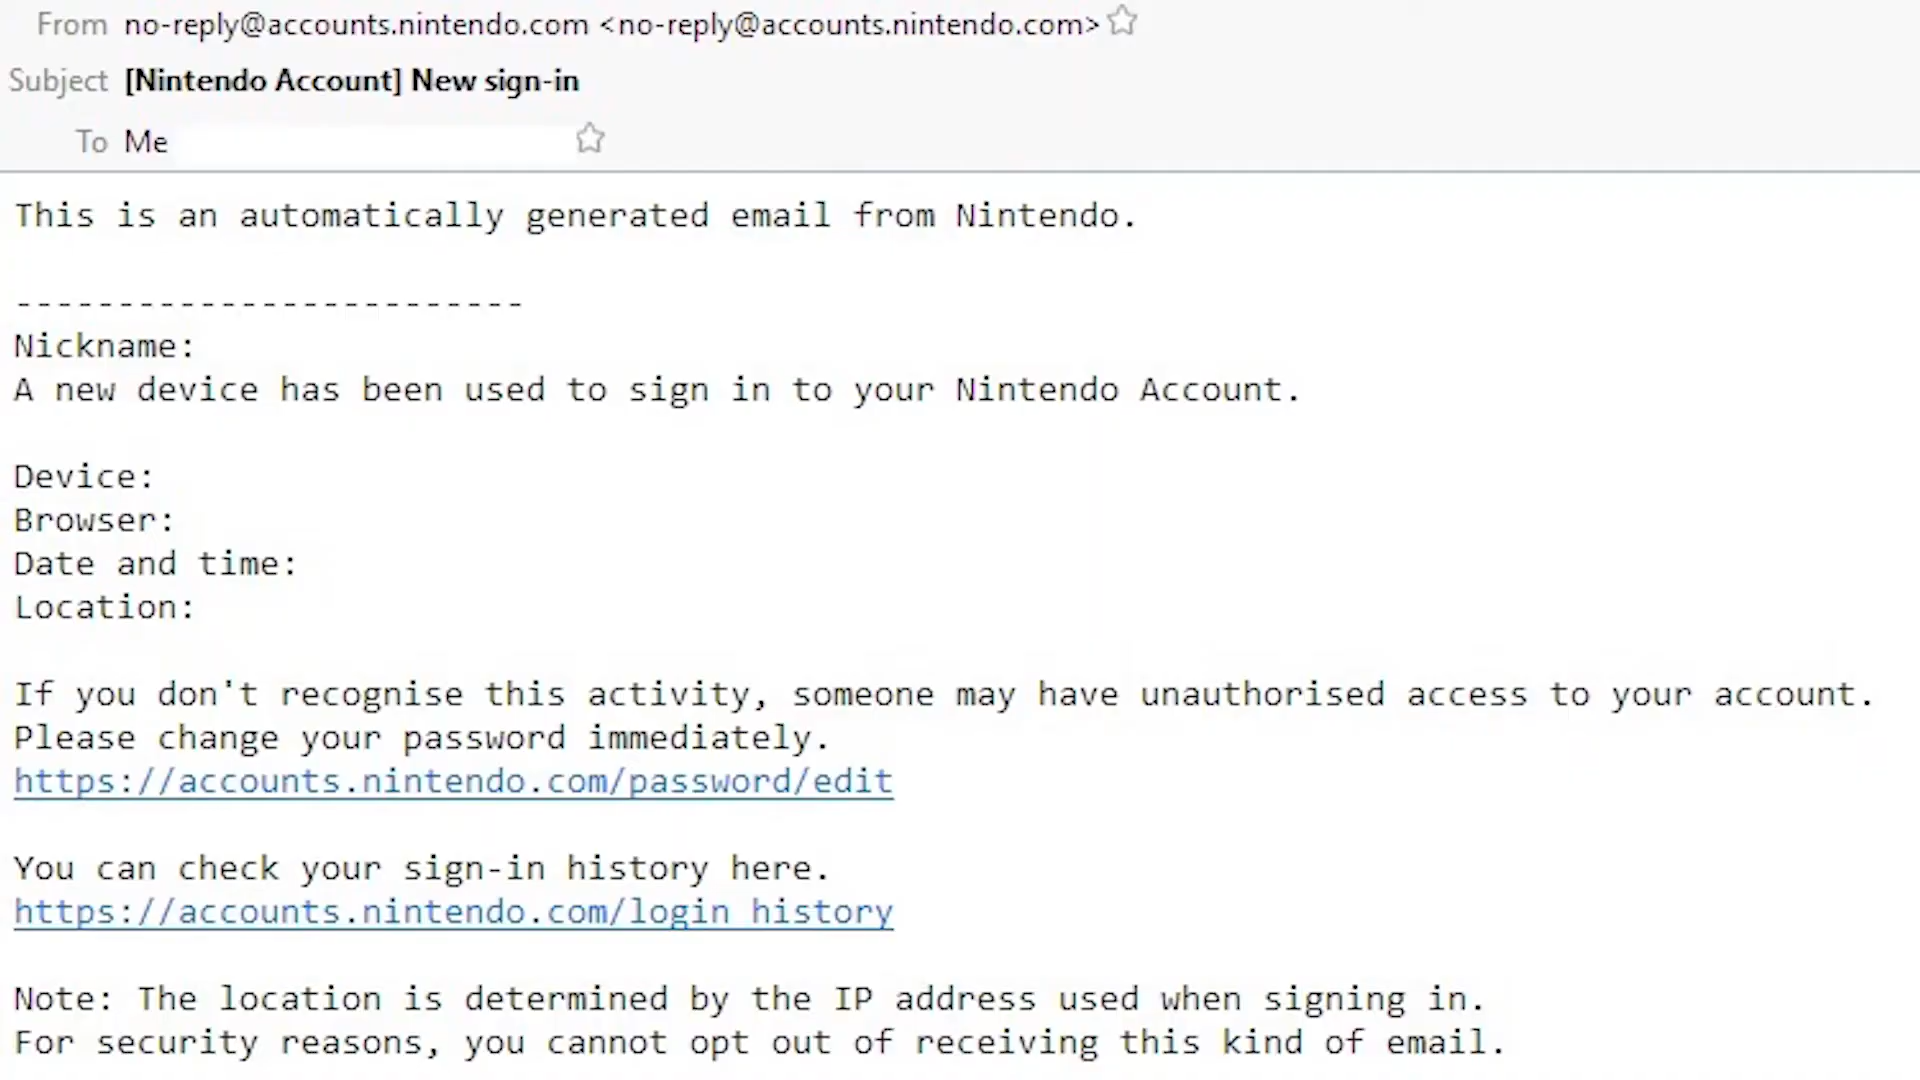 From no-reply@accounts.nintendo.com <no-reply@accounts.nintendo.com>
Subject [Nintendo Account] New sign-in
To Me
This is an automatically generated email from Nintendo.
-------------------------
Nickname:
A new device has been used to sign in to your Nintendo Account.
Device:
Browser:
Date and time:
Location:
If you don't recognise this activity, someone may have unauthorised access to your account.
Please change your password immediately.
https://accounts.nintendo.com/password/edit
You can check your sign-in history here.
https://accounts.nintendo.com/login_history
Note: The location is determined by the IP address used when signing in.
For security reasons, you cannot opt out of receiving this kind of email.